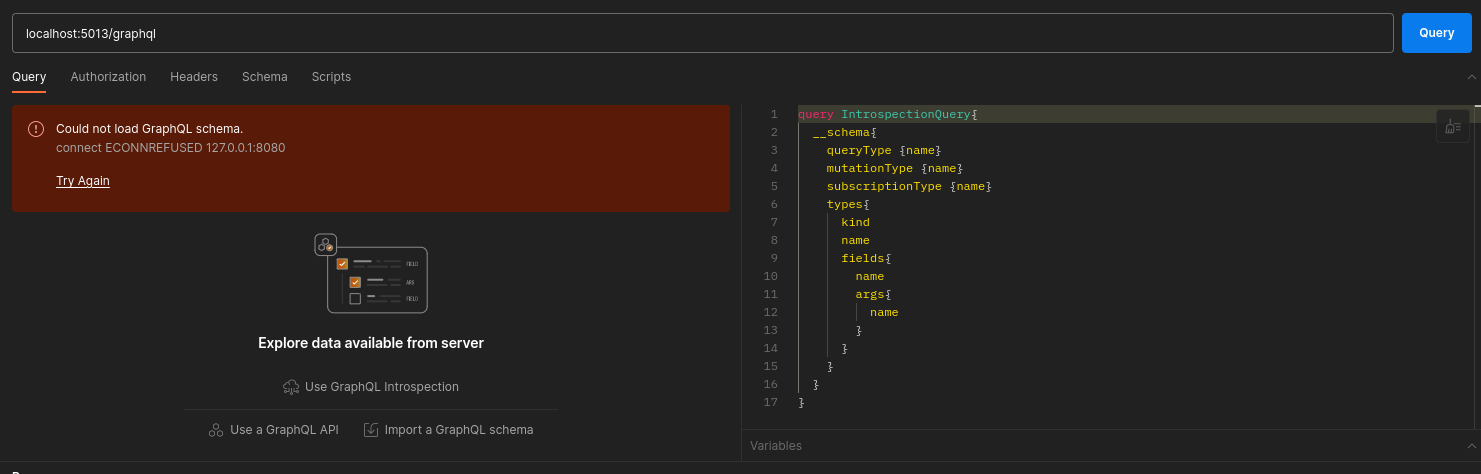 localhost:5013/graphql
Query
Query
Authorization
Headers
Schema
Scripts
Could not load GraphQL schema.
connect ECONNREFUSED 127.0.0.1:8080
Try Again
FIELD
ARG
FIELD
Explore data available from server
Use GraphQL Introspection
Use a GraphQL API
Import a GraphQL schema
1 query IntrospectionQuery{
2 __schema{
3 queryType {name}
4 mutationType {name}
5 subscriptionType {name}
6 types{
7 kind
8 name
9 fields{
10 name
11 args{
12 name
13 }
14 }
15 }
16 }
17 }
Variables